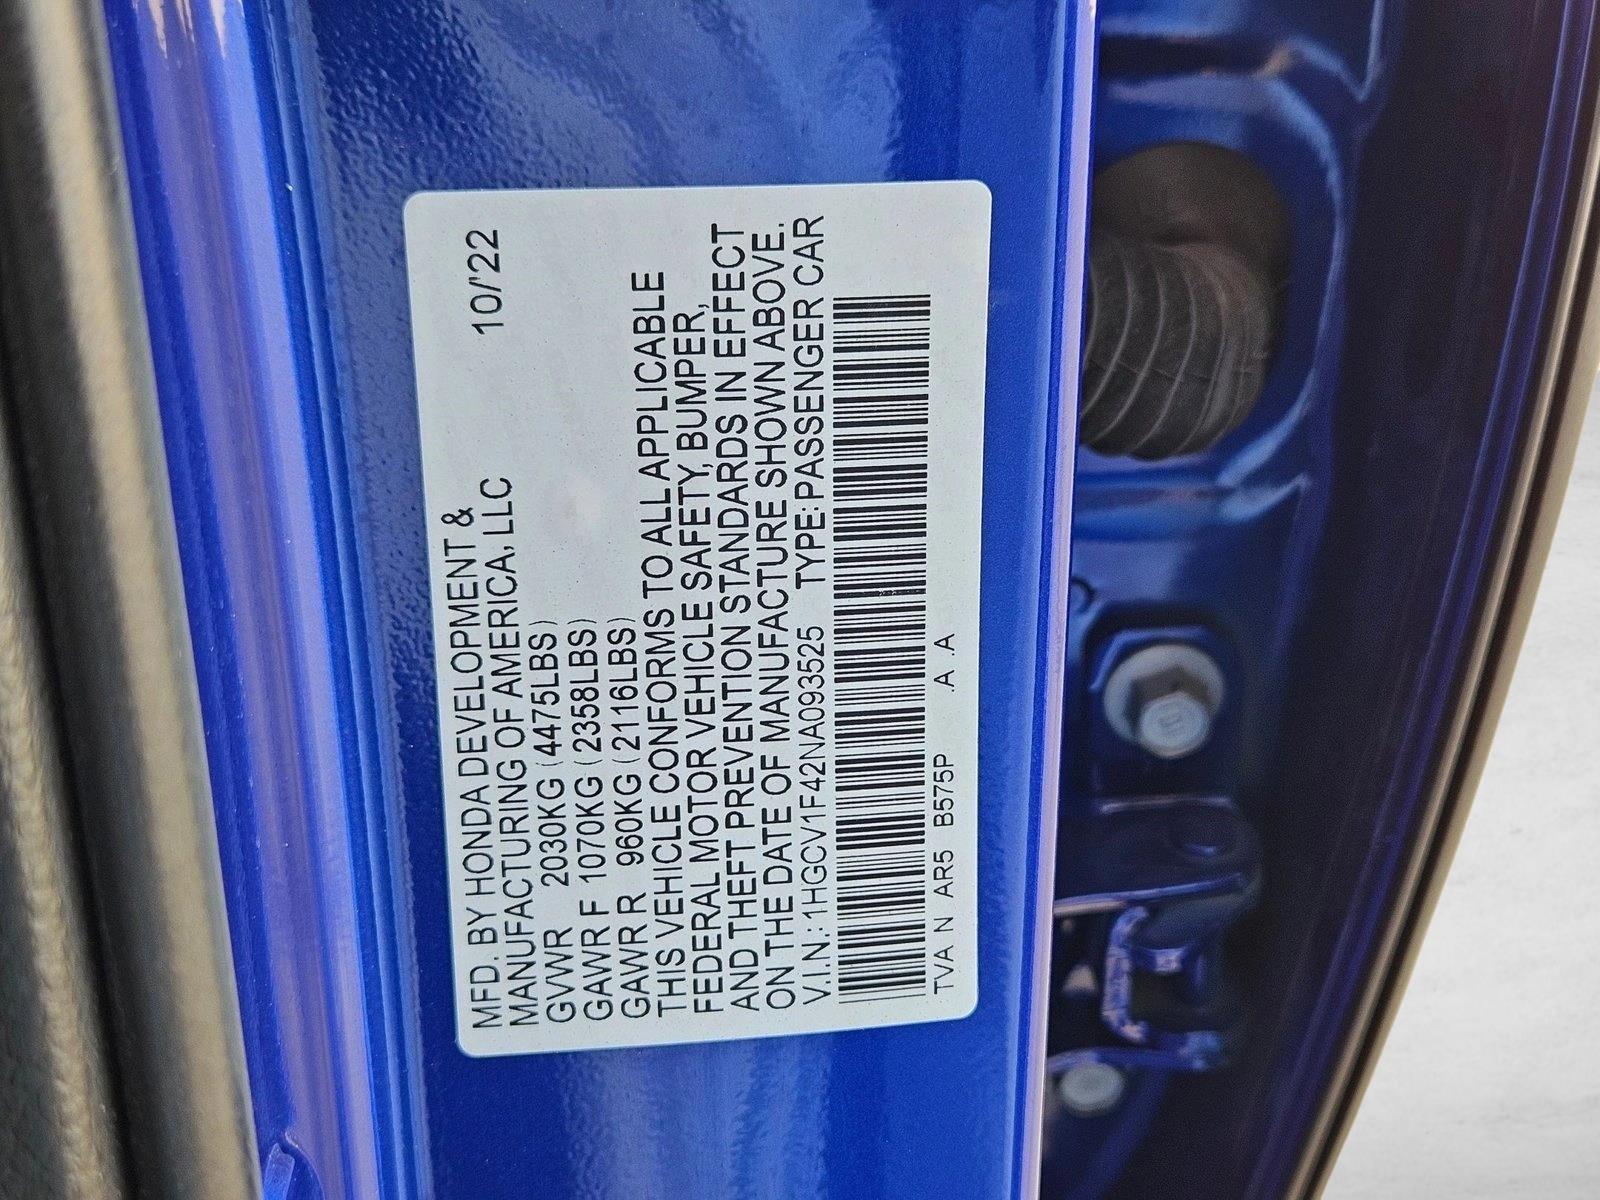 MFD. BY HONDA DEVELOPMENT &
MANUFACTURING OF AMERICA, LLC 10/'22
GVWR 2030KG (4475LBS)
GAWR F 1070KG (2358LBS)
GAWR R 960KG (2116LBS)
THIS VEHICLE CONFORMS TO ALL APPLICABLE
FEDERAL MOTOR VEHICLE SAFETY, BUMPER,
AND THEFT PREVENTION STANDARDS IN EFFECT
ON THE DATE OF MANUFACTURE SHOWN ABOVE.
V.I.N.:1HGCV1F42NA093525 TYPE:PASSENGER CAR
TVA N AR5 B575P .A .A